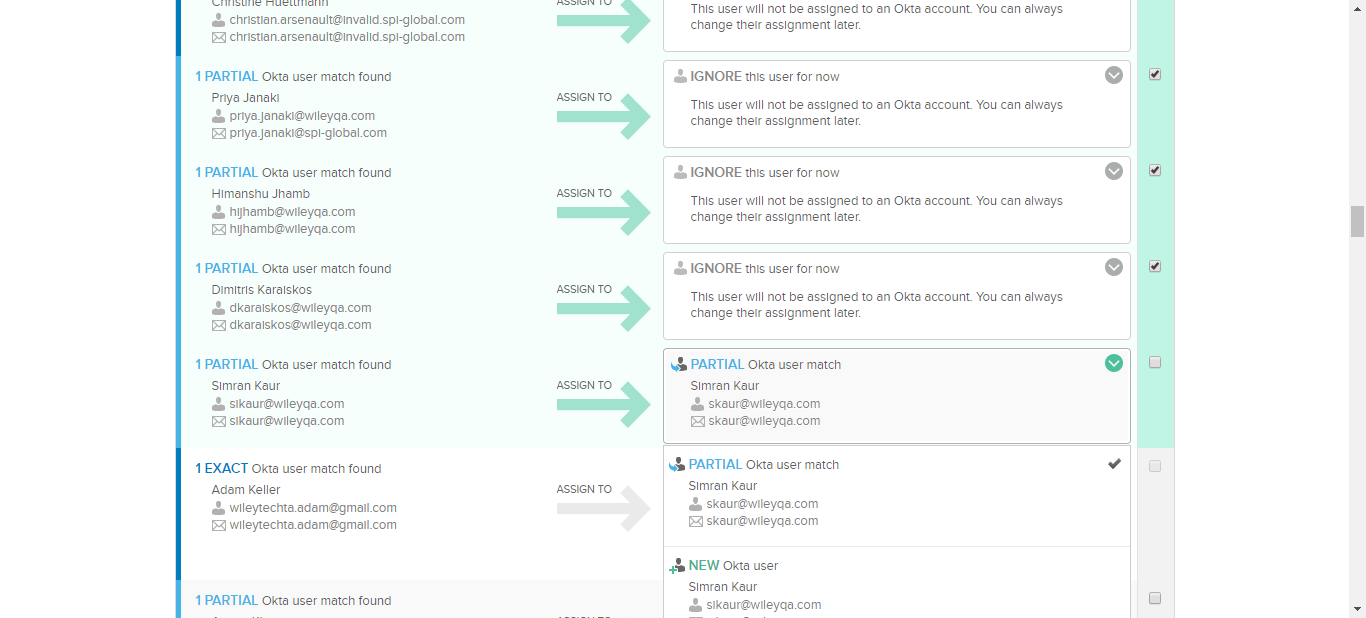 Christine Huettmann
christian.arsenault@invalid.spi-global.com
christian.arsenault@invalid.spi-global.com
ASSIGN TO
This user will not be assigned to an Okta account. You can always
change their assignment later.
1 PARTIAL Okta user match found
Priya Janaki
priya.janaki@wileyqa.com
priya.janaki@spi-global.com
ASSIGN TO
IGNORE this user for now
This user will not be assigned to an Okta account. You can always
change their assignment later.
1 PARTIAL Okta user match found
Himanshu Jhamb
hijhamb@wileyqa.com
hijhamb@wileyqa.com
ASSIGN TO
IGNORE this user for now
This user will not be assigned to an Okta account. You can always
change their assignment later.
1 PARTIAL Okta user match found
Dimitris Karaiskos
dkaraiskos@wileyqa.com
dkaraiskos@wileyqa.com
ASSIGN TO
IGNORE this user for now
This user will not be assigned to an Okta account. You can always
change their assignment later.
1 PARTIAL Okta user match found
Simran Kaur
sikaur@wileyqa.com
sikaur@wileyqa.com
ASSIGN TO
PARTIAL Okta user match
Simran Kaur
skaur@wileyqa.com
skaur@wileyqa.com
1 EXACT Okta user match found
Adam Keller
wileytechta.adam@gmail.com
wileytechta.adam@gmail.com
ASSIGN TO
PARTIAL Okta user match
Simran Kaur
skaur@wileyqa.com
skaur@wileyqa.com
NEW Okta user
Simran Kaur
sikaur@wileyqa.com
1 PARTIAL Okta user match found
ASSIGN TO